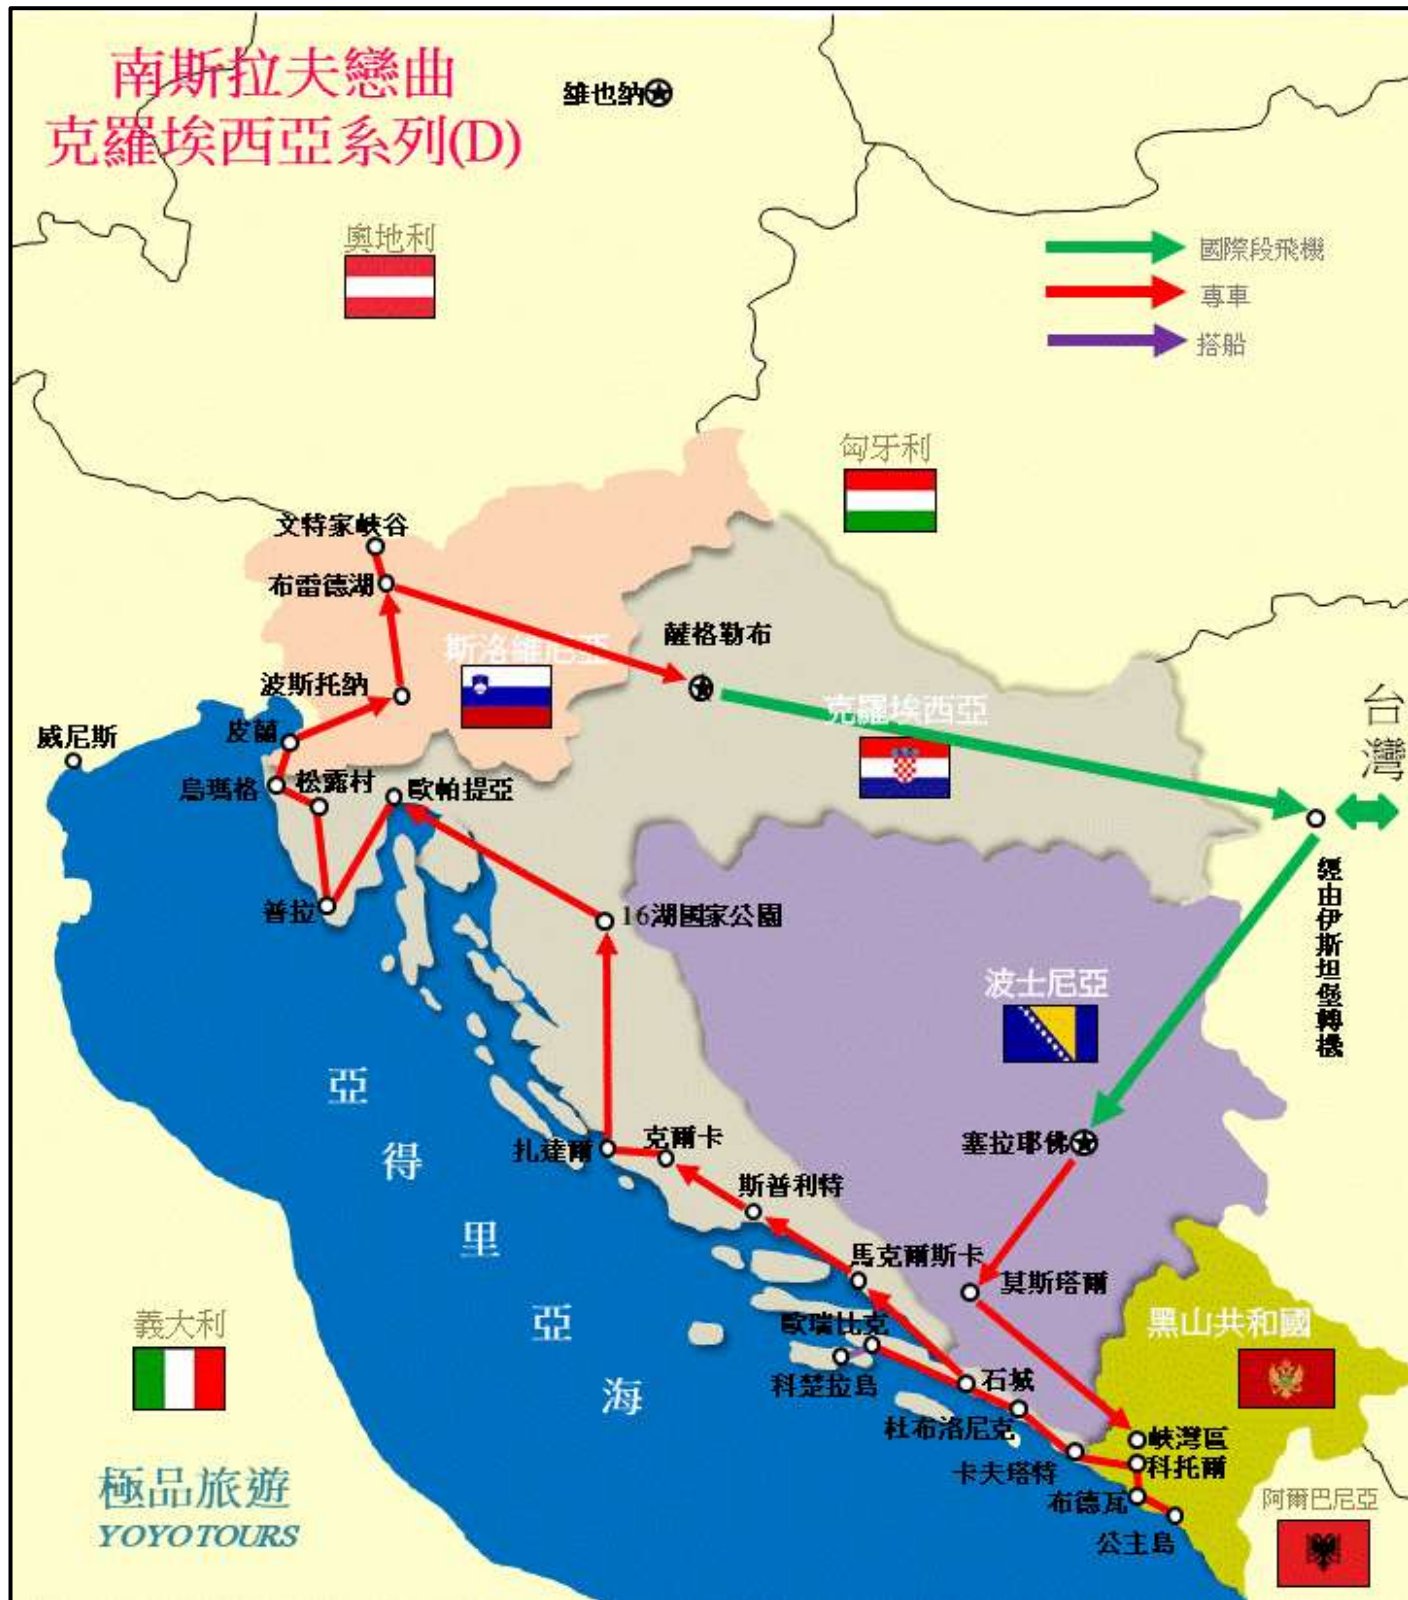 南斯拉夫戀曲
克羅埃西亞系列(D)
維也納
奧地利
國際段飛機
專車
搭船
匈牙利
文特家峽谷
布雷德湖
薩格勒布
斯洛維尼亞
波斯托納
克羅埃西亞
台灣
皮蘭
威尼斯
烏瑪格
松露村
歐帕提亞
經由伊斯坦堡轉機
普拉
16湖國家公園
波士尼亞
亞得里亞海
塞拉耶佛
扎達爾
克爾卡
斯普利特
馬克爾斯卡
莫斯塔爾
歐瑞比克
黑山共和國
義大利
科楚拉島
石城
杜布洛尼克
峽灣區
卡夫塔特
科托爾
布德瓦
公主島
阿爾巴尼亞
極品旅遊
YOYO TOURS